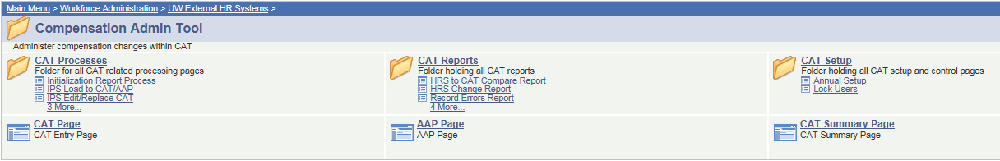 Main Menu > Workforce Administration > UW External HR Systems >
Compensation Admin Tool
Administer compensation changes within CAT
CAT Processes
Folder for all CAT related processing pages
Initialization Report Process
IPS Load to CAT/AAP
IPS Edit/Replace CAT
3 More...
CAT Reports
Folder holding all CAT reports
HRS to CAT Compare Report
HRS Change Report
Record Errors Report
4 More...
CAT Setup
Folder holding all CAT setup and control pages
Annual Setup
Lock Users
CAT Page
CAT Entry Page
AAP Page
AAP Page
CAT Summary Page
CAT Summary Page